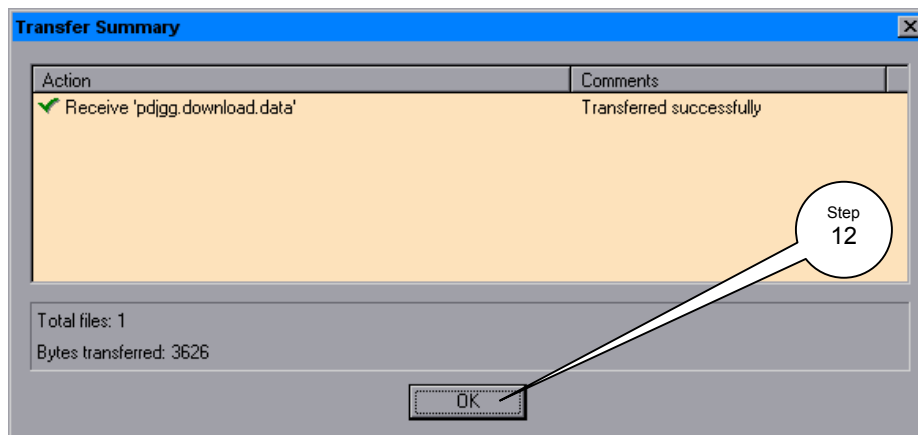 Transfer Summary
Action Comments
Receive 'pdjgg.download.data' Transferred successfully
Step
12
Total files: 1
Bytes transferred: 3626
OK